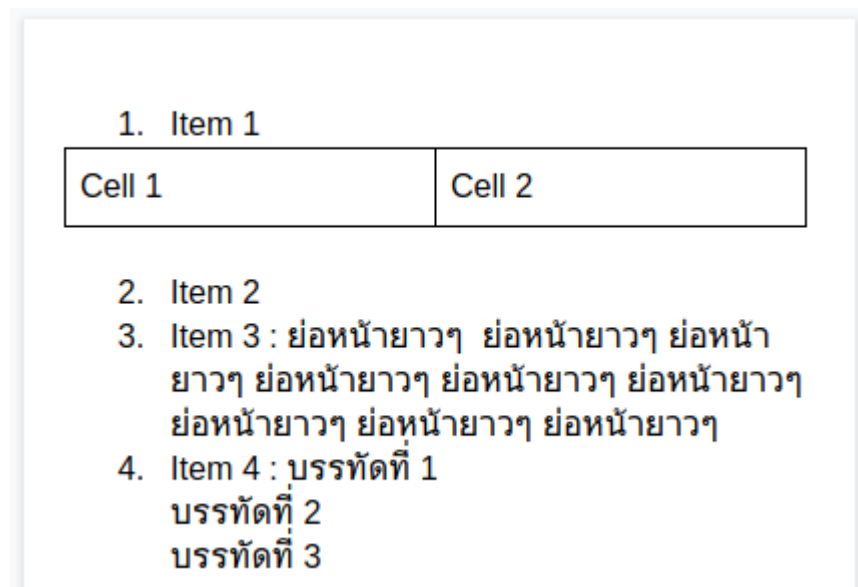 1. Item 1
Cell 1 Cell 2
2. Item 2
3. Item 3 : ย่อหน้ายาวๆ  ย่อหน้ายาวๆ ย่อหน้า
ยาวๆ ย่อหน้ายาวๆ ย่อหน้ายาวๆ ย่อหน้ายาวๆ
ย่อหน้ายาวๆ ย่อหน้ายาวๆ ย่อหน้ายาวๆ
4. Item 4 : บรรทัดที่ 1
บรรทัดที่ 2
บรรทัดที่ 3